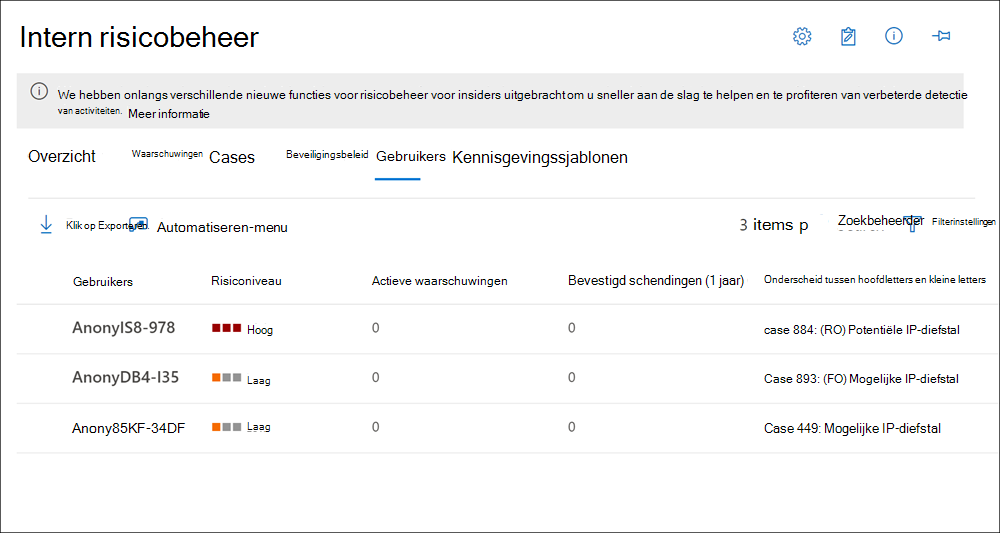 Intern risicobeheer
We hebben onlangs verschillende nieuwe functies voor risicobeheer voor insiders uitgebracht om u sneller aan de slag te helpen en te profiteren van verbeterde detectie
van activiteiten. Meer informatie
Overzicht Waarschuwingen Cases Beveiligingsbeleid Gebruikers Kennisgevingssjablonen
Klik op Exporteren. Automatiseren-menu 3 items p Zoekbeheerder Filterinstellingen
Gebruikers Risiconiveau Actieve waarschuwingen Bevestigd schendingen (1 jaar) Onderscheid tussen hoofdletters en kleine letters
AnonyIS8-978 Hoog 0 0 case 884: (RO) Potentiële IP-diefstal
AnonyDB4-I35 Laag 0 0 Case 893: (FO) Mogelijke IP-diefstal
Anony85KF-34DF Laag 0 0 Case 449: Mogelijke IP-diefstal